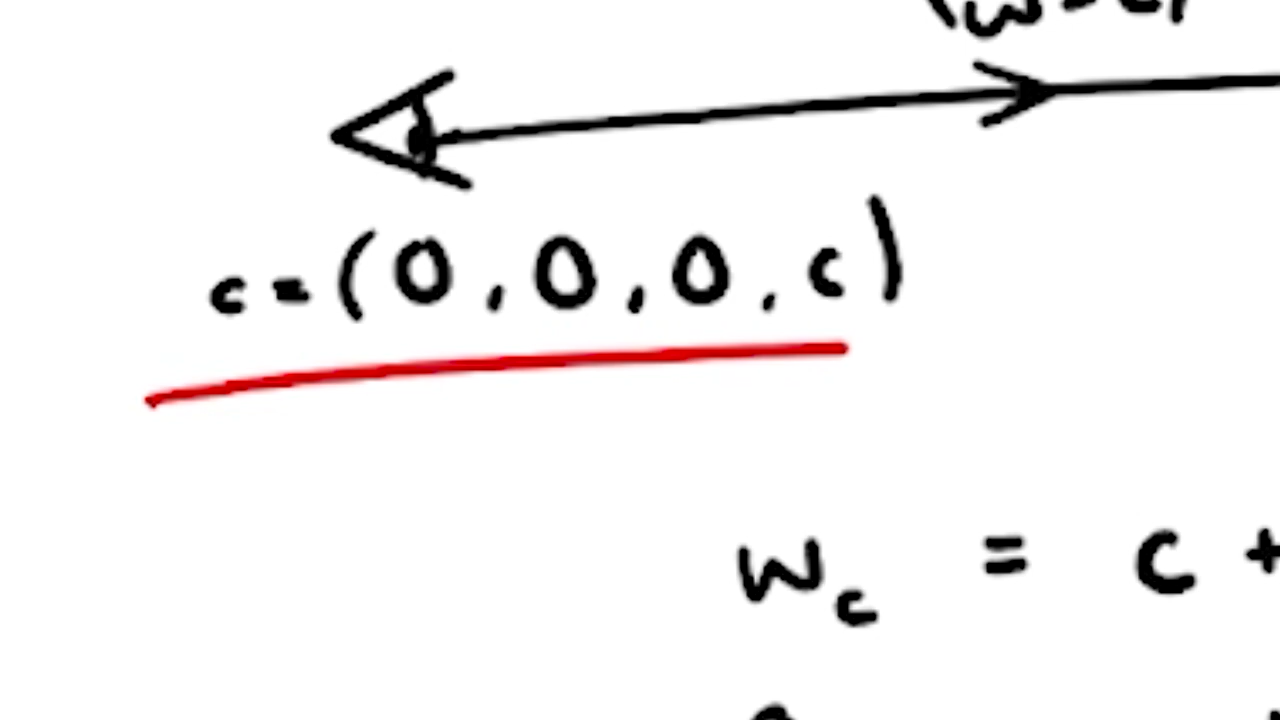 c = (0, 0, 0, c)
w_c = c +